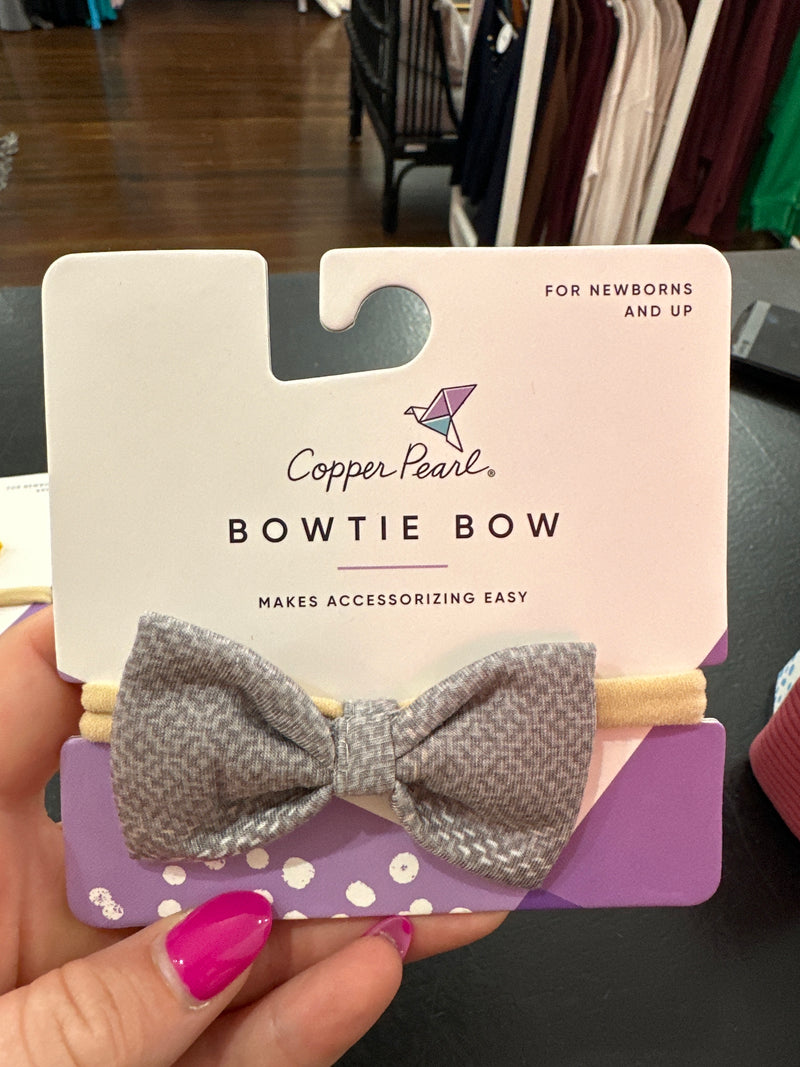 FOR NEWBORNS
AND UP
Copper Pearl®
BOWTIE BOW
MAKES ACCESSORIZING EASY